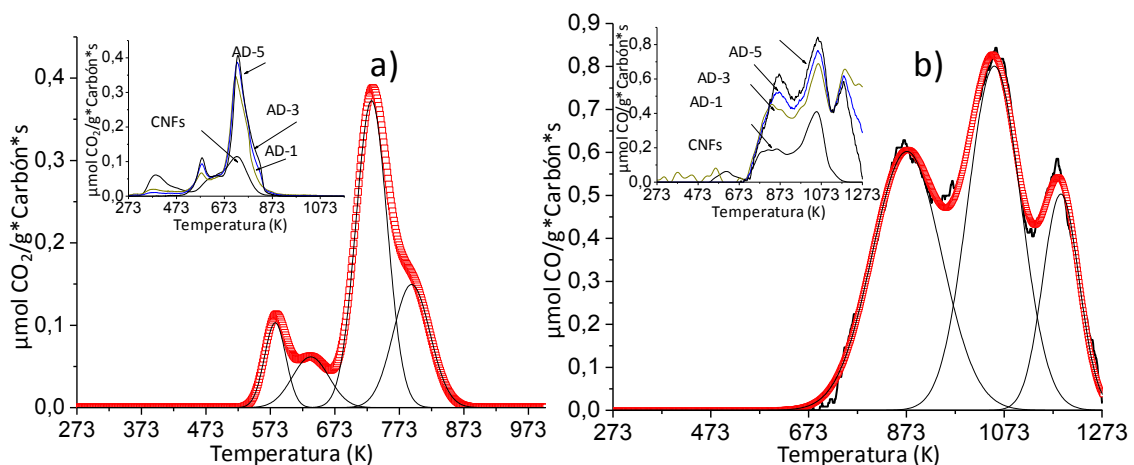 a)
µmol CO₂/g*Carbón*s
0,4
0,3
0,2
0,1
0,0
273 373 473 573 673 773 873 973
Temperatura (K)
µmol CO₂/g*Carbón*s
0,4
0,3
0,2
0,1
0,0
273 473 673 873 1073
Temperatura (K)
AD-5
AD-3
AD-1
CNFs
b)
µmol CO/g*Carbón*s
0,9
0,8
0,7
0,6
0,5
0,4
0,3
0,2
0,1
0,0
273 473 673 873 1073 1273
Temperatura (K)
µmol CO/g*Carbón*s
0,8
0,6
0,4
0,2
0,0
273 473 673 873 1073 1273
Temperatura (K)
AD-5
AD-3
AD-1
CNFs